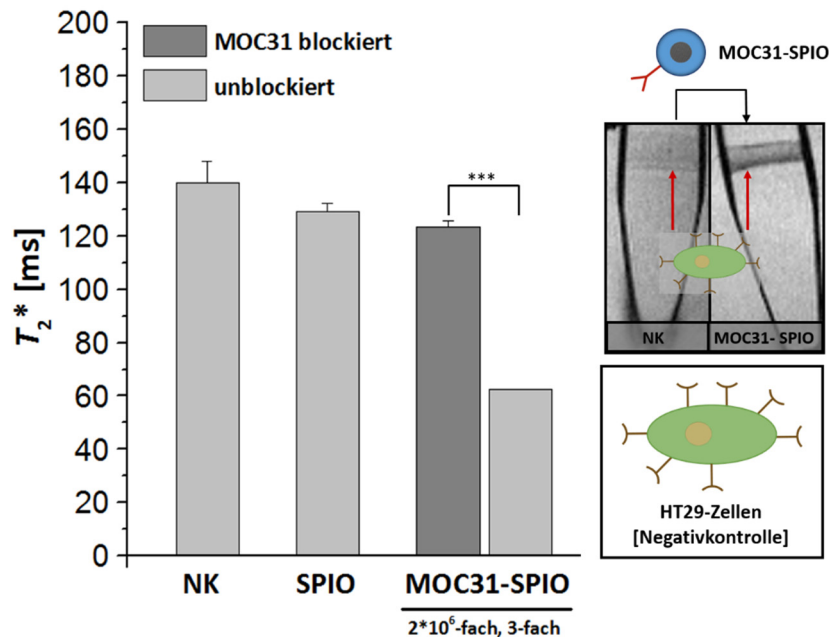 200
180
160
140
120
100
80
60
40
20
0
T2* [ms]
MOC31 blockiert
unblockiert
***
NK
SPIO
MOC31-SPIO
2*10⁶-fach, 3-fach
MOC31-SPIO
NK
MOC31- SPIO
HT29-Zellen
[Negativkontrolle]